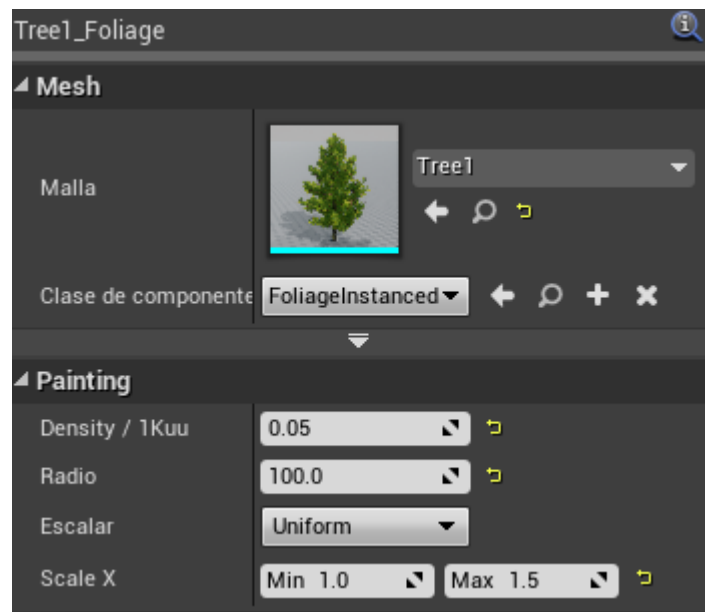 Tree1_Foliage
Mesh
Malla
Tree1
Clase de componente FoliageInstanced
Painting
Density / 1Kuu 0.05
Radio 100.0
Escalar Uniform
Scale X Min 1.0 Max 1.5